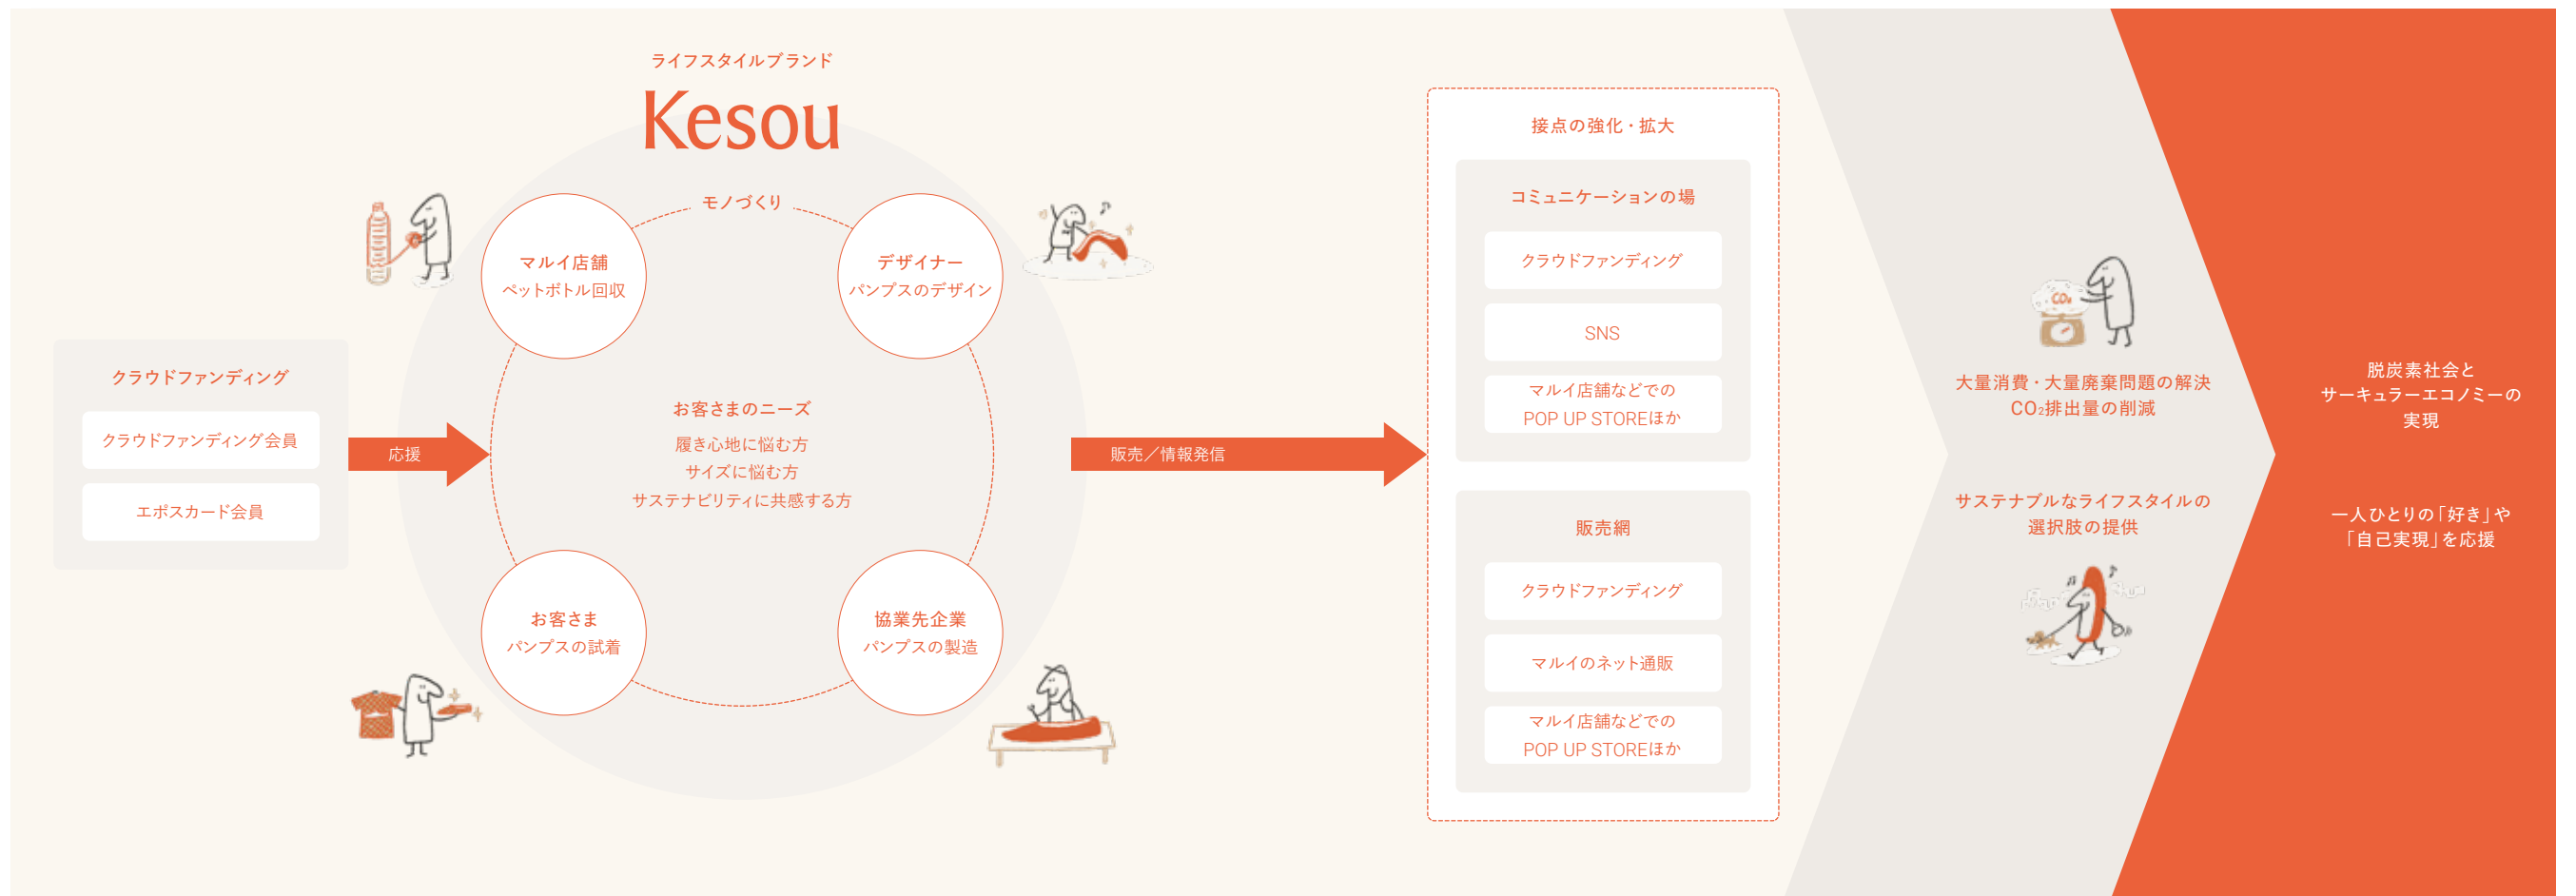 ライフスタイルブランド
Kesou
モノづくり
マルイ店舗
ペットボトル回収
デザイナー
パンプスのデザイン
クラウドファンディング
クラウドファンディング会員
エポスカード会員
応援
お客さまのニーズ
履き心地に悩む方
サイズに悩む方
サステナビリティに共感する方
お客さま
パンプスの試着
協業先企業
パンプスの製造
販売／情報発信
接点の強化・拡大
コミュニケーションの場
クラウドファンディング
SNS
マルイ店舗などでの
POP UP STOREほか
販売網
クラウドファンディング
マルイのネット通販
マルイ店舗などでの
POP UP STOREほか
CO₂
大量消費・大量廃棄問題の解決
CO₂排出量の削減
サステナブルなライフスタイルの
選択肢の提供
脱炭素社会と
サーキュラーエコノミーの
実現
一人ひとりの「好き」や
「自己実現」を応援